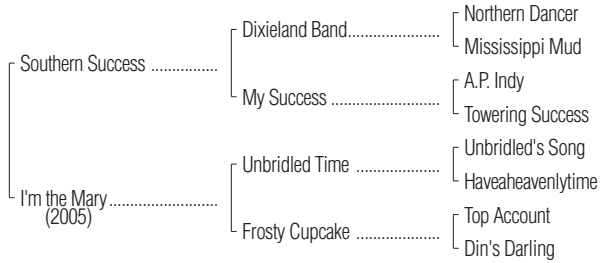 Northern Dancer
Dixieland Band....................
Mississippi Mud
Southern Success ...............
A.P. Indy
My Success .......................
Towering Success
Unbridled's Song
Unbridled Time ..................
Haveaheavenlytime
I'm the Mary........................
(2005)
Top Account
Frosty Cupcake ..................
Din's Darling